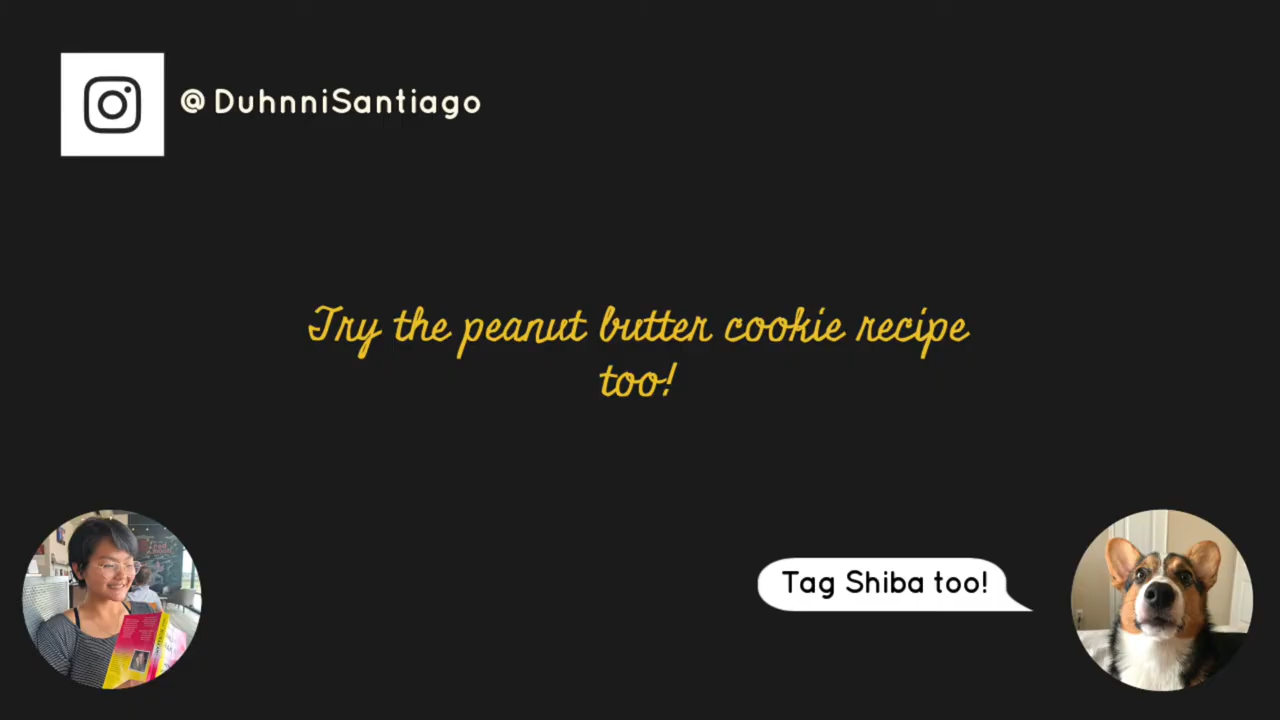 @DuhnniSantiago
Try the peanut butter cookie recipe
too!
Tag Shiba too!